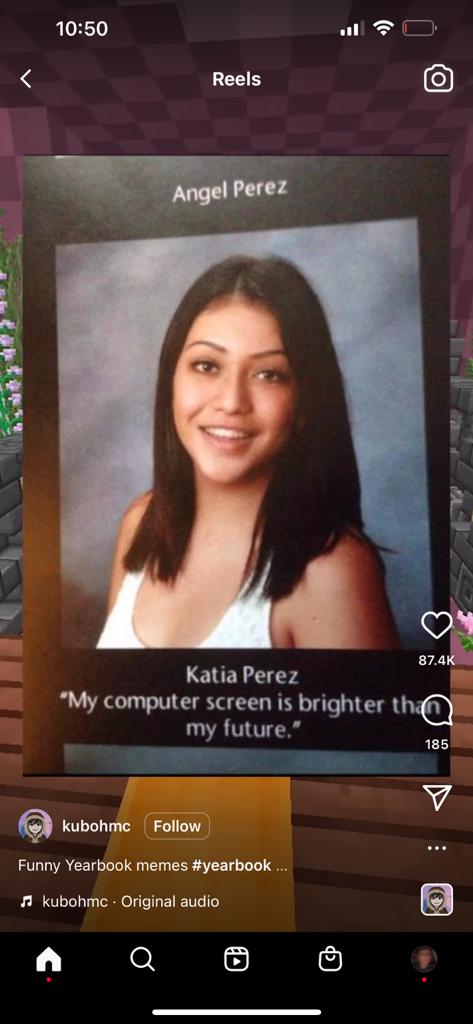 10:50
Reels
Angel Perez
Katia Perez
"My computer screen is brighter than
my future."
87.4K
185
kubohmc
Follow
Funny Yearbook memes #yearbook ...
kubohmc · Original audio